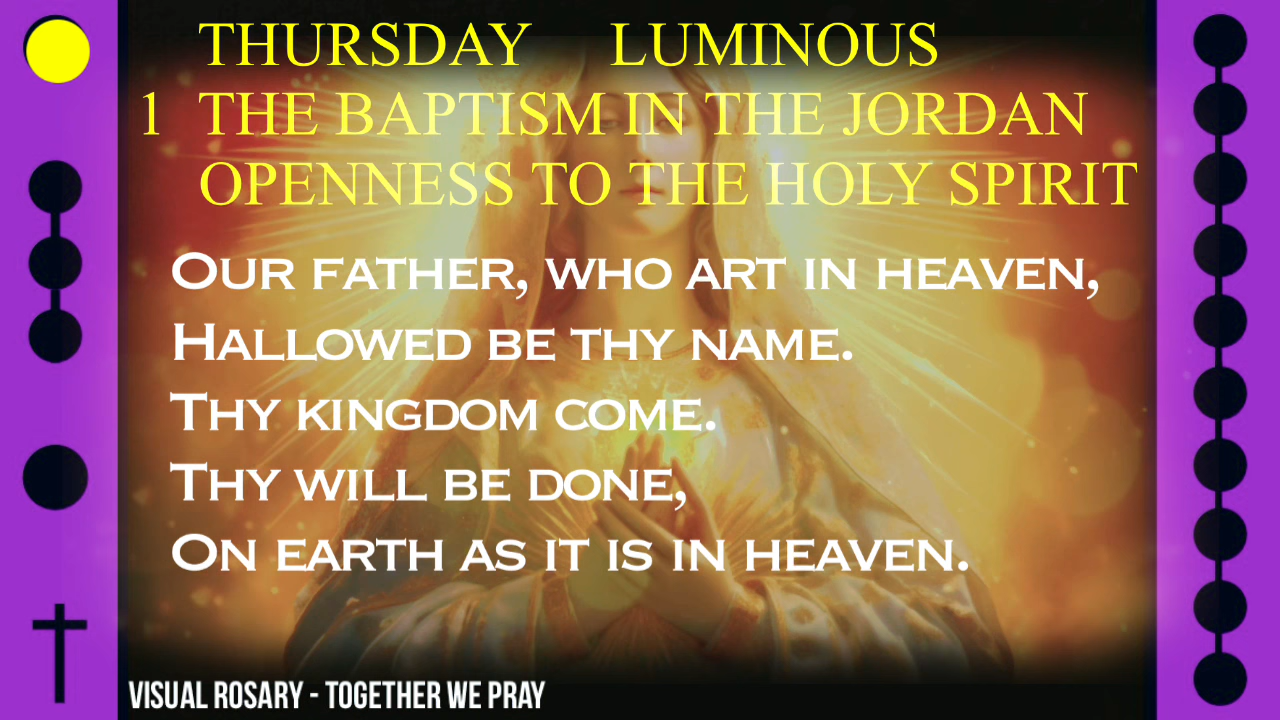 THURSDAY LUMINOUS
1 THE BAPTISM IN THE JORDAN
OPENNESS TO THE HOLY SPIRIT
OUR FATHER, WHO ART IN HEAVEN,
HALLOWED BE THY NAME.
THY KINGDOM COME.
THY WILL BE DONE,
ON EARTH AS IT IS IN HEAVEN.
VISUAL ROSARY - TOGETHER WE PRAY